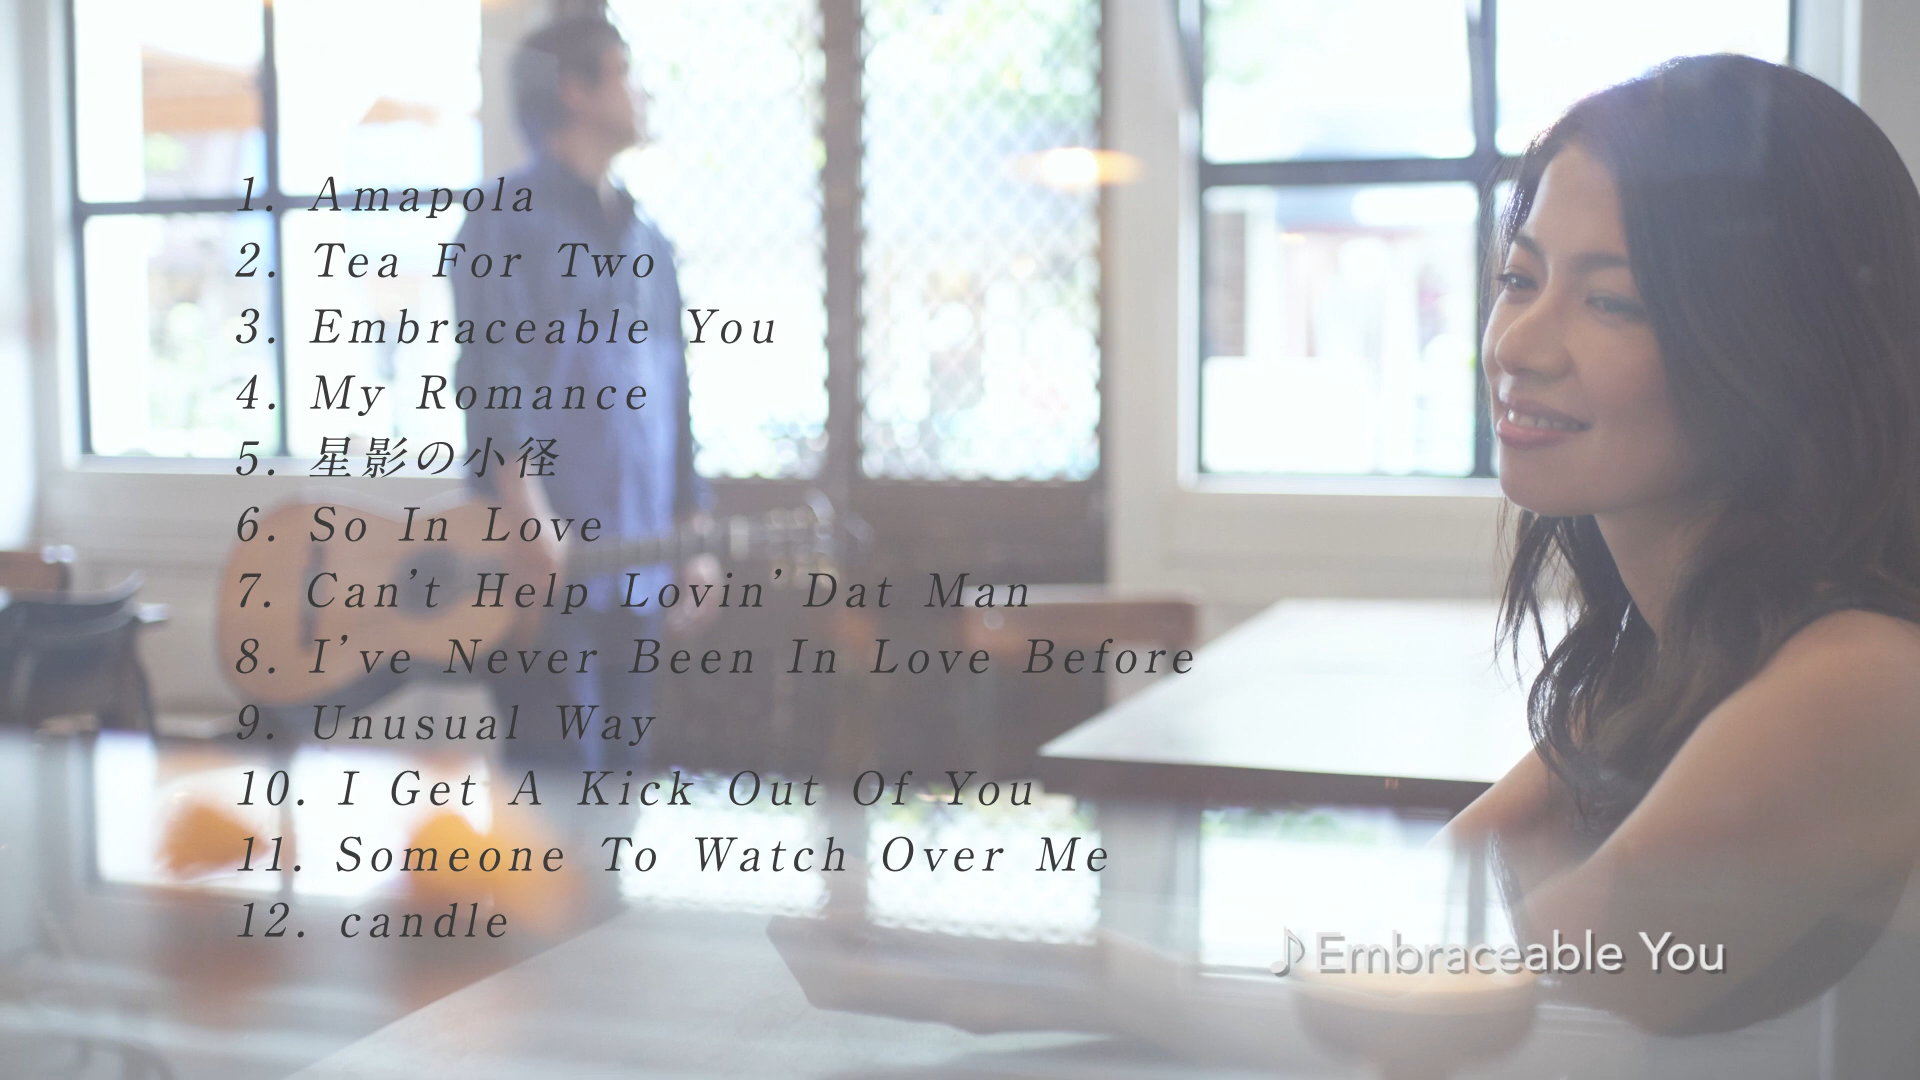 1. Amapola
2. Tea For Two
3. Embraceable You
4. My Romance
5. 星影の小径
6. So In Love
7. Can't Help Lovin' Dat Man
8. I've Never Been In Love Before
9. Unusual Way
10. I Get A Kick Out Of You
11. Someone To Watch Over Me
12. candle
♪Embraceable You